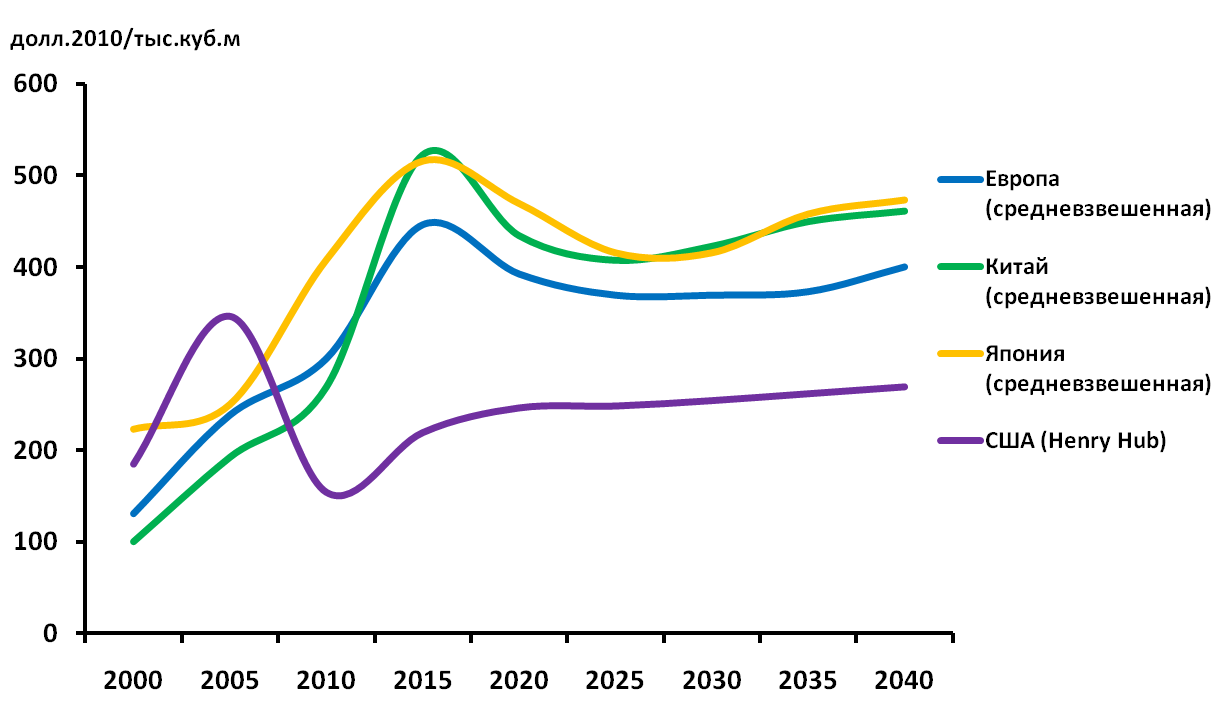 долл.2010/тыс.куб.м
600
500
400
300
200
100
0
2000 2005 2010 2015 2020 2025 2030 2035 2040
Европа
(средневзвешенная)
Китай
(средневзвешенная)
Япония
(средневзвешенная)
США (Henry Hub)